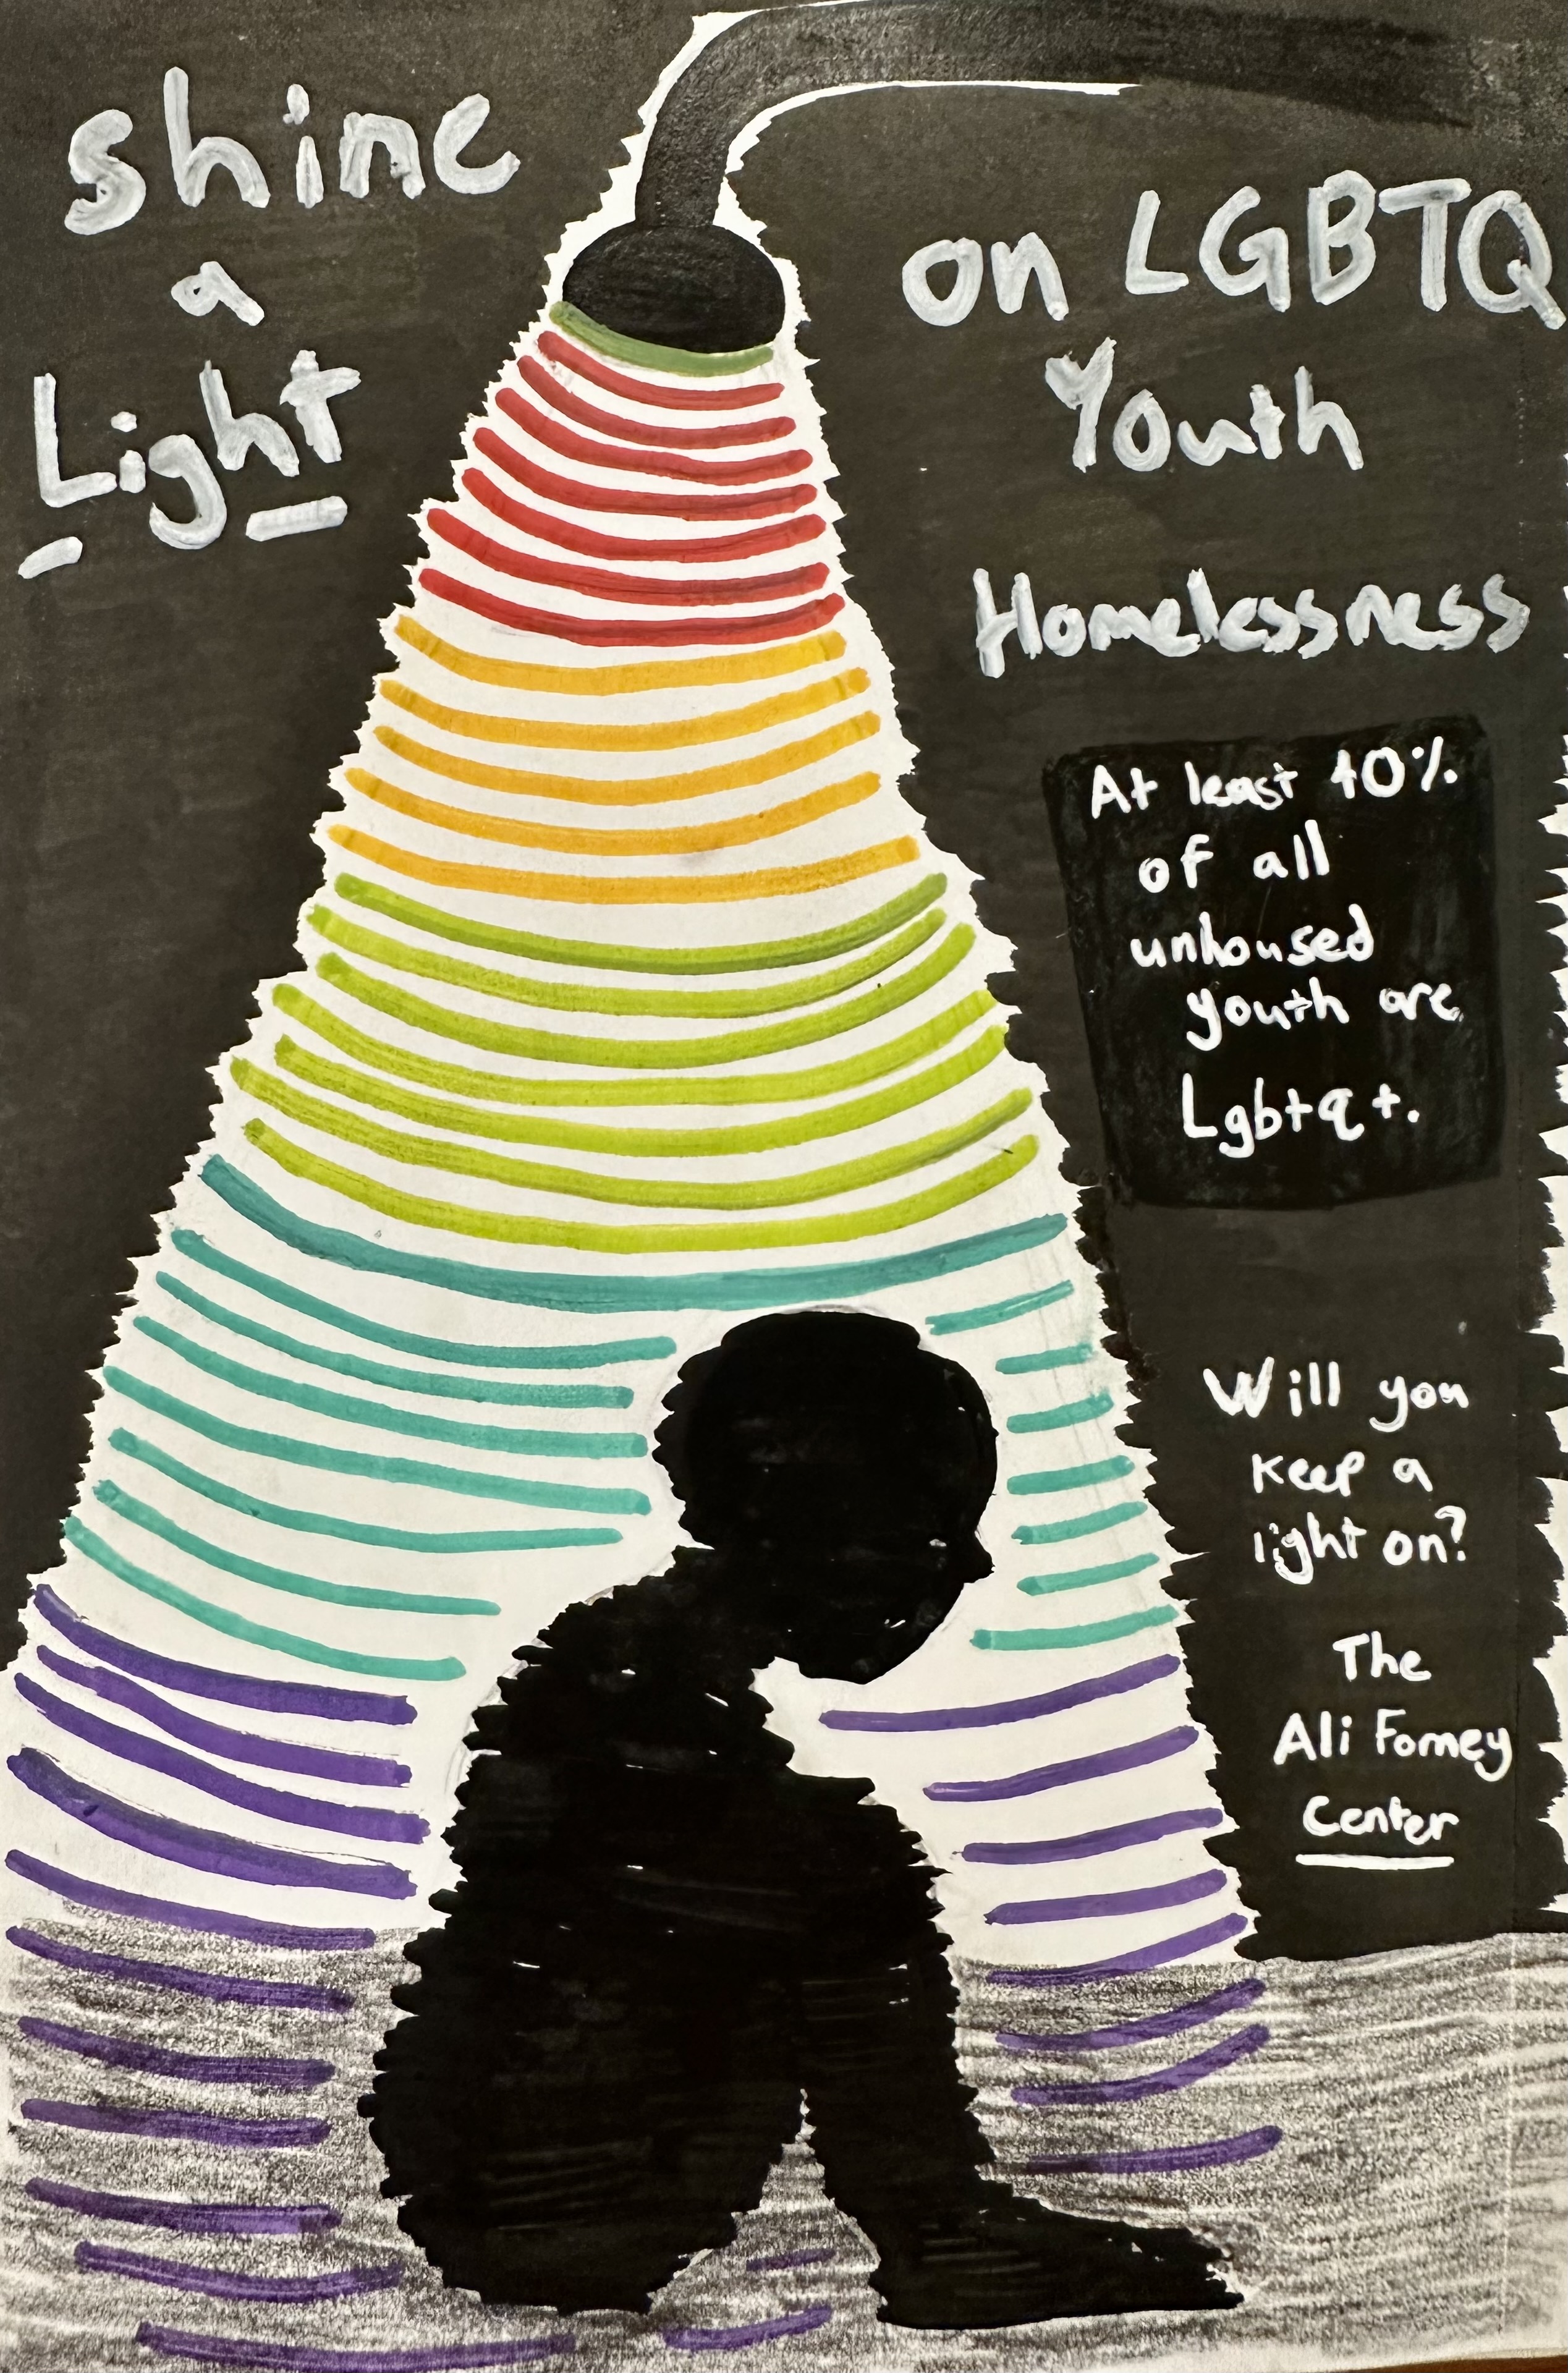 shine
a
Light
on LGBTQ
Youth
Homelessness
At least 40%
of all
unhoused
youth are
Lgbtq+.
Will you
keep a
light on?
The
Ali Forney
Center